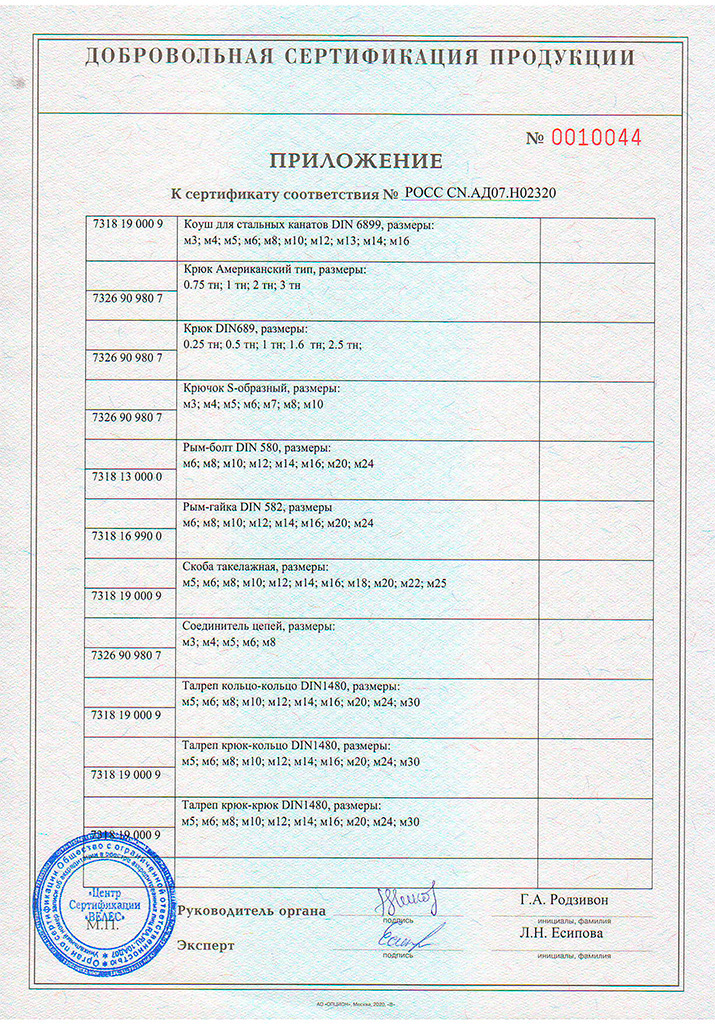 ДОБРОВОЛЬНАЯ СЕРТИФИКАЦИЯ ПРОДУКЦИИ
№ 0010044
ПРИЛОЖЕНИЕ
К сертификату соответствия № РОСС CN.АД07.Н02320
7318 19 000 9
Коуш для стальных канатов DIN 6899, размеры:
м3; м4; м5; м6; м8; м10; м12; м13; м14; м16
Крюк Американский тип, размеры:
0.75 тн; 1 тн; 2 тн; 3 тн
7326 90 980 7
Крюк DIN689, размеры:
0.25 тн; 0.5 тн; 1 тн; 1.6 тн; 2.5 тн;
7326 90 980 7
Крючок S-образный, размеры:
м3; м4; м5; м6; м7; м8; м10
7326 90 980 7
Рым-болт DIN 580, размеры:
м6; м8; м10; м12; м14; м16; м20; м24
7318 13 000 0
Рым-гайка DIN 582, размеры
м6; м8; м10; м12; м14; м16; м20; м24
7318 16 990 0
Скоба такелажная, размеры:
м5; м6; м8; м10; м12; м14; м16; м18; м20; м22; м25
7318 19 000 9
Соединитель цепей, размеры:
м3; м4; м5; м6; м8
7326 90 980 7
Талреп кольцо-кольцо DIN1480, размеры:
м5; м6; м8; м10; м12; м14; м16; м20; м24; м30
7318 19 000 9
Талреп крюк-кольцо DIN1480, размеры:
м5; м6; м8; м10; м12; м14; м16; м20; м24; м30
7318 19 000 9
Талреп крюк-крюк DIN1480, размеры:
м5; м6; м8; м10; м12; м14; м16; м20; м24; м30
7318 19 000 9
Орган по сертификации Общество с ограниченной ответственностью
«Центр
Сертификации
«ВЕЛЕС»
М.П.
Руководитель органа
подпись
Г.А. Родзивон
инициалы, фамилия
Эксперт
подпись
Л.Н. Есипова
инициалы, фамилия
АО «ОПЦИОН», Москва, 2020, «В»